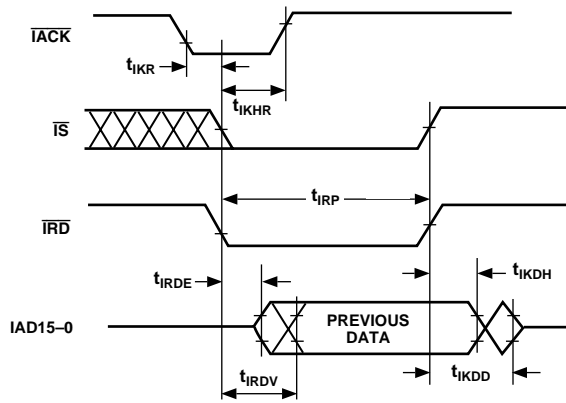 IACK
tIKR
tIKHR
IS
tIRP
IRD
tIRDE
tIKDH
IAD15–0
PREVIOUS
DATA
tIRDV
tIKDD